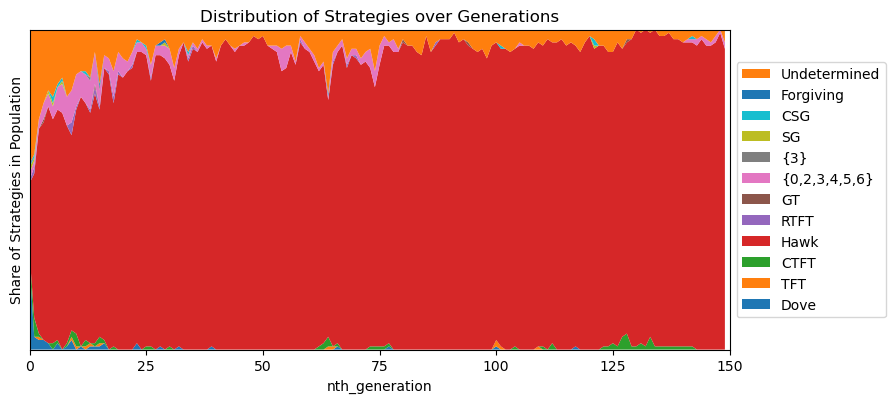 Distribution of Strategies over Generations
Share of Strategies in Population
0
25
50
75
100
125
150
nth_generation
Undetermined
Forgiving
CSG
SG
{3}
{0,2,3,4,5,6}
GT
RTFT
Hawk
CTFT
TFT
Dove